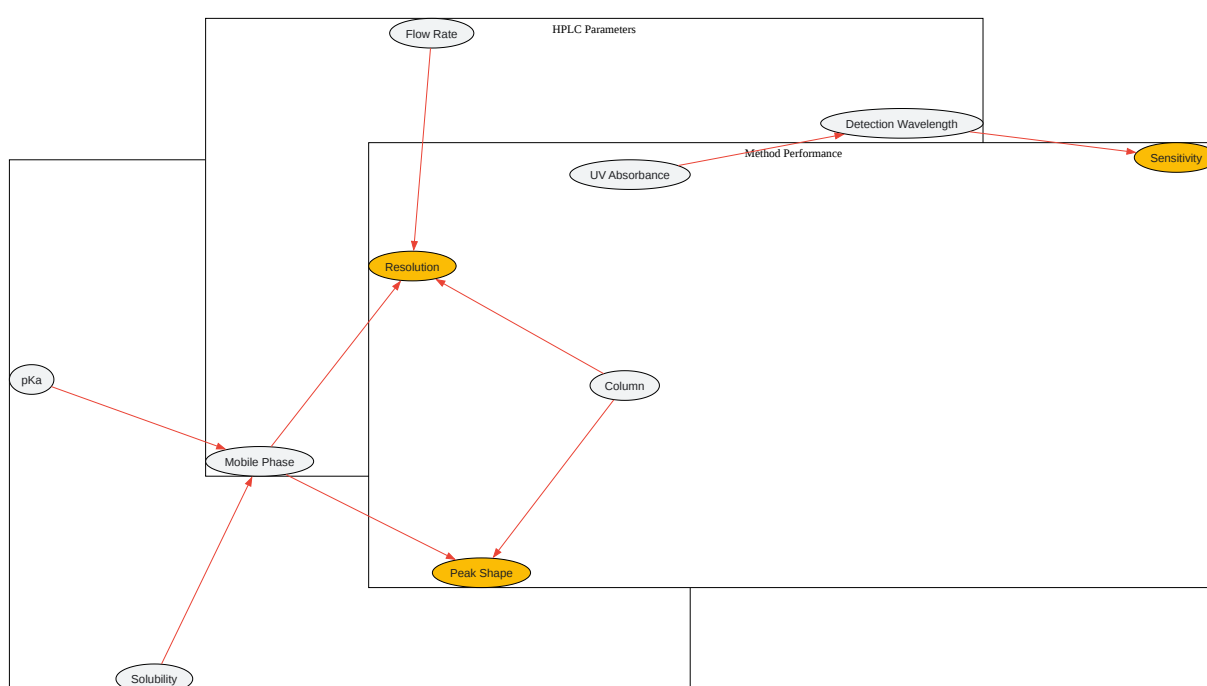 Flow Rate
HPLC Parameters
Detection Wavelength
Method Performance
Sensitivity
UV Absorbance
Resolution
pKa
Column
Mobile Phase
Peak Shape
Solubility